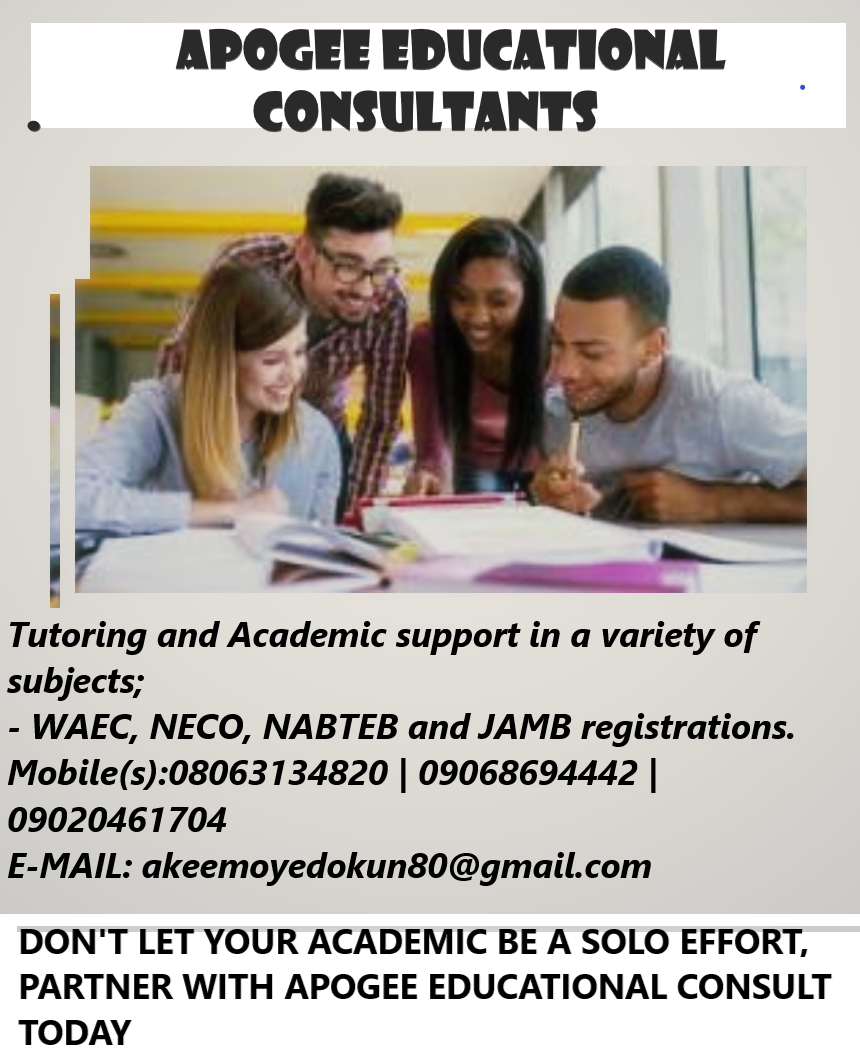 APOGEE EDUCATIONAL
CONSULTANTS
.
Tutoring and Academic support in a variety of
subjects;
- WAEC, NECO, NABTEB and JAMB registrations.
Mobile(s):08063134820 | 09068694442 |
09020461704
E-MAIL: akeemoyedokun80@gmail.com
DON'T LET YOUR ACADEMIC BE A SOLO EFFORT,
PARTNER WITH APOGEE EDUCATIONAL CONSULT
TODAY